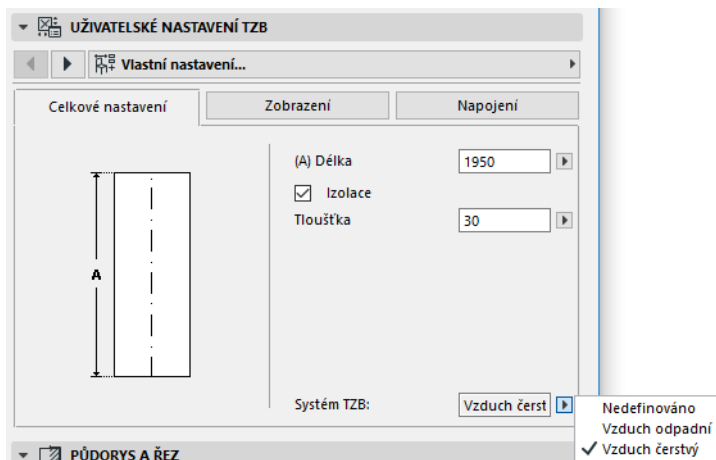 UŽIVATELSKÉ NASTAVENÍ TZB
Vlastní nastavení...
Celkové nastavení
Zobrazení
Napojení
(A) Délka
1950
Izolace
Tloušťka
30
A
Systém TZB:
Vzduch čerst
Nedefinováno
Vzduch odpadní
Vzduch čerstvý
PŮDORYS A ŘEZ